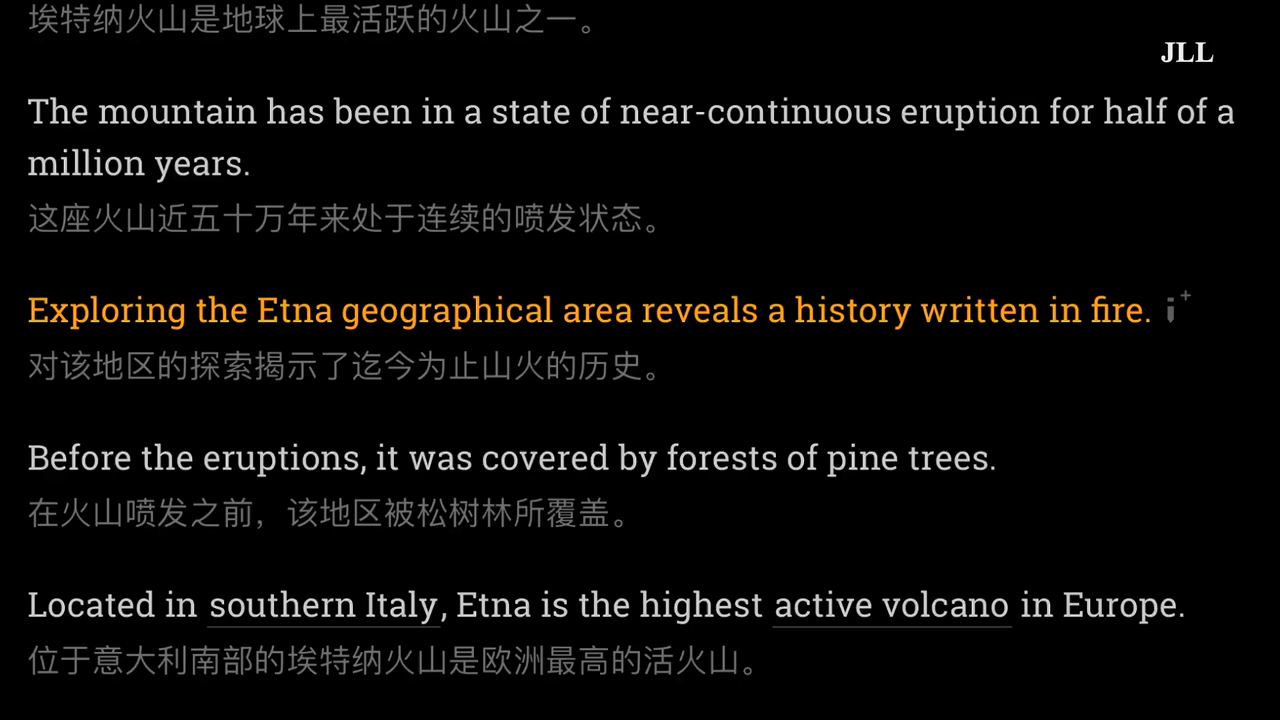 埃特纳火山是地球上最活跃的火山之一。
JLL
The mountain has been in a state of near-continuous eruption for half of a
million years.
这座火山近五十万年来处于连续的喷发状态。
Exploring the Etna geographical area reveals a history written in fire.
对该地区的探索揭示了迄今为止山火的历史。
Before the eruptions, it was covered by forests of pine trees.
在火山喷发之前，该地区被松树林所覆盖。
Located in southern Italy, Etna is the highest active volcano in Europe.
位于意大利南部的埃特纳火山是欧洲最高的活火山。